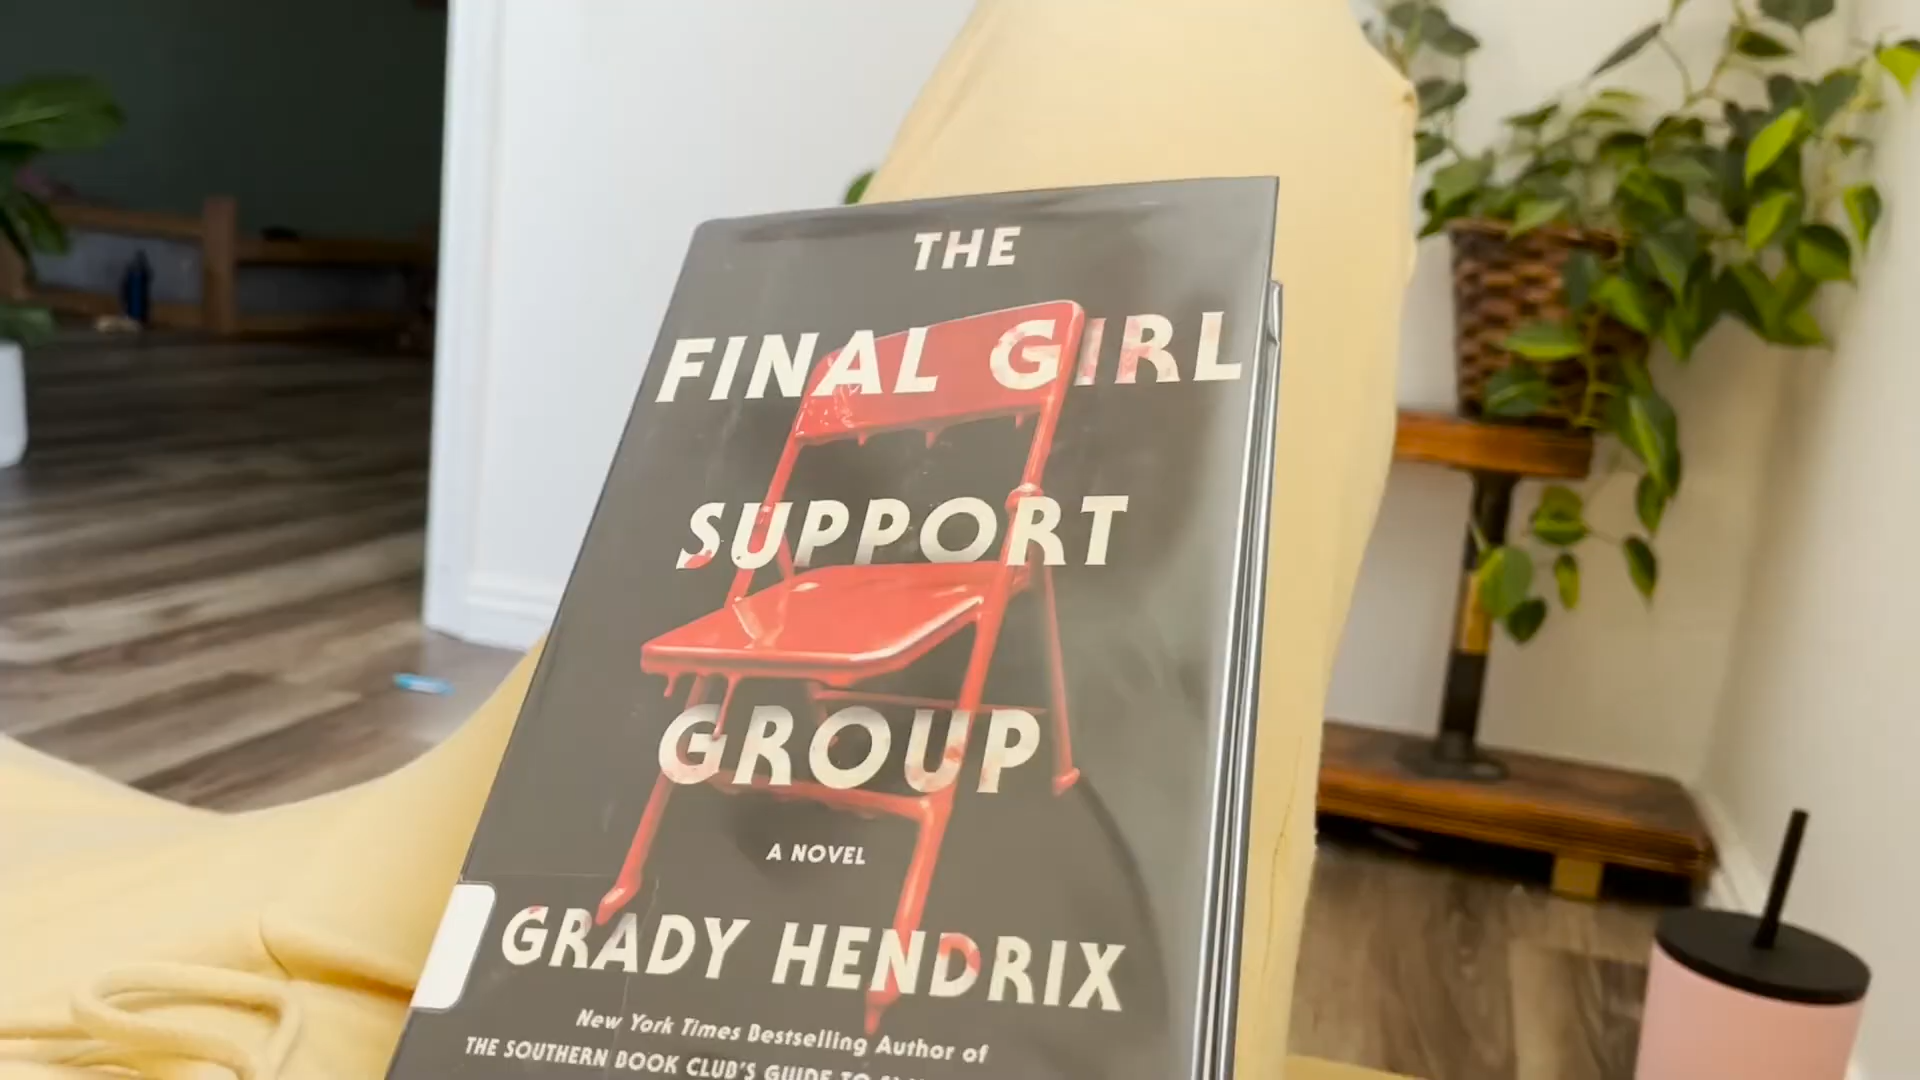 THE
FINAL GIRL
SUPPORT
GROUP
A NOVEL
GRADY HENDRIX
New York Times Bestselling Author of
THE SOUTHERN BOOK CLUB'S GUIDE TO